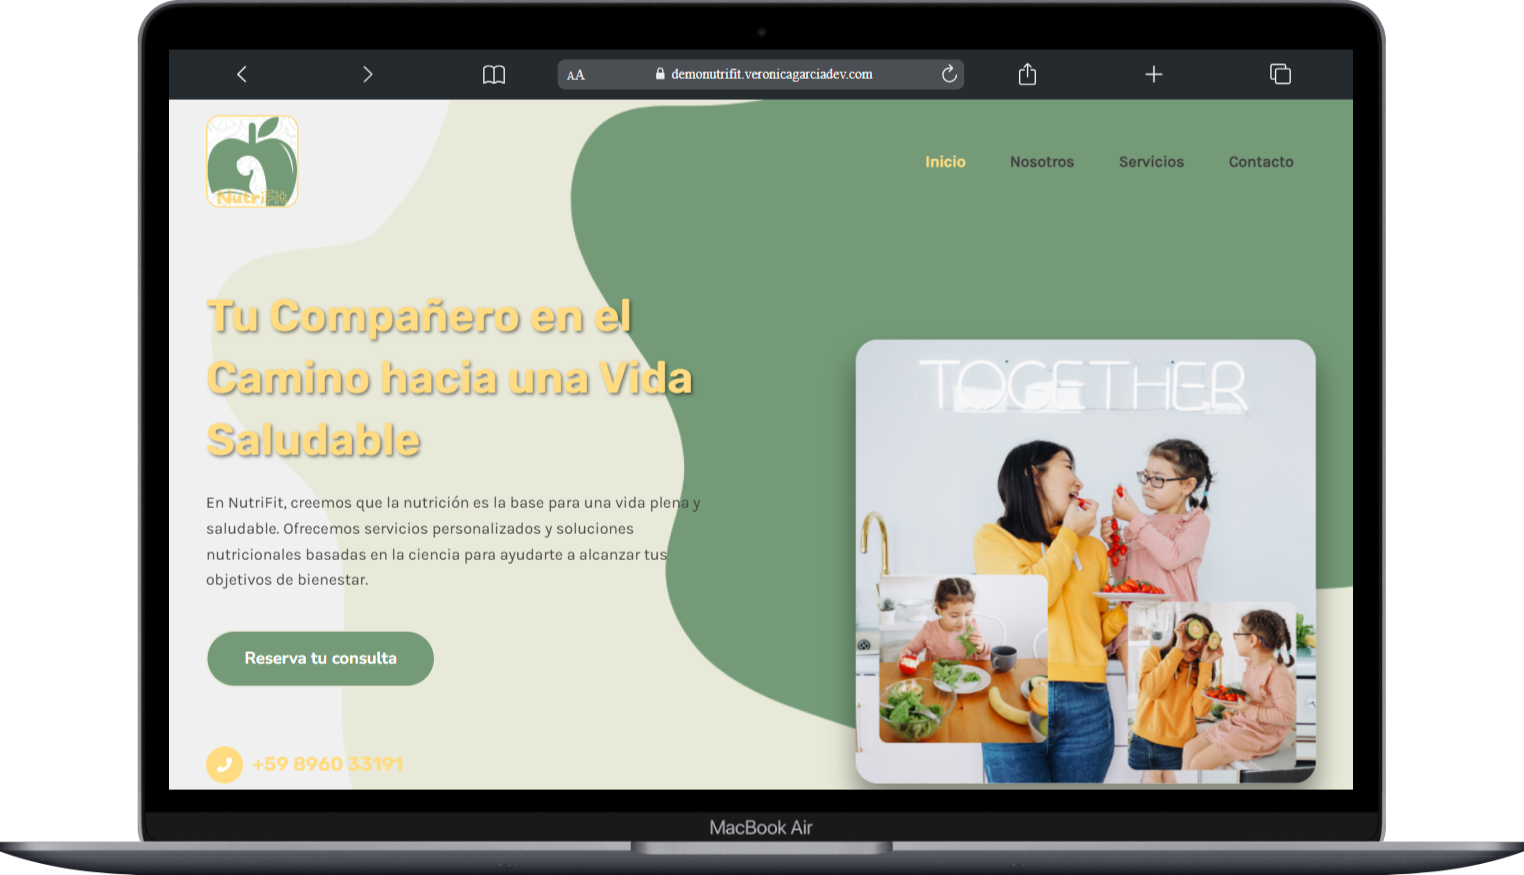 AA
demonutrifit.veronicagarciadev.com
NutriFit
Inicio
Nosotros
Servicios
Contacto
Tu Compañero en el
Camino hacia una Vida
Saludable
En NutriFit, creemos que la nutrición es la base para una vida plena y
saludable. Ofrecemos servicios personalizados y soluciones
nutricionales basadas en la ciencia para ayudarte a alcanzar tus
objetivos de bienestar.
Reserva tu consulta
+59 8960 33191
TOGETHER
MacBook Air